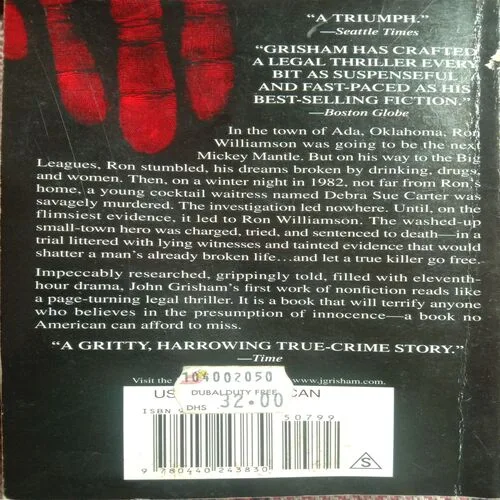 "A TRIUMPH."
—Seattle Times
"GRISHAM HAS CRAFTED
A LEGAL THRILLER EVERY
BIT AS SUSPENSEFUL
AND FAST-PACED AS HIS
BEST-SELLING FICTION."
—Boston Globe
In the town of Ada, Oklahoma, Ron
Williamson was going to be the next
Mickey Mantle. But on his way to the Big
Leagues, Ron stumbled, his dreams broken by drinking, drugs,
and women. Then, on a winter night in 1982, not far from Ron's
home, a young cocktail waitress named Debra Sue Carter was
savagely murdered. The investigation led nowhere. Until, on the
flimsiest evidence, it led to Ron Williamson. The washed-up
small-town hero was charged, tried, and sentenced to death—in a
trial littered with lying witnesses and tainted evidence that would
shatter a man's already broken life…and let a true killer go free.
Impeccably researched, grippingly told, filled with eleventh-
hour drama, John Grisham's first work of nonfiction reads like
a page-turning legal thriller. It is a book that will terrify anyone
who believes in the presumption of innocence—a book no
American can afford to miss.
"A GRITTY, HARROWING TRUE-CRIME STORY."
—Time
Visit the www.jgrisham.com.
104002050
US CAN
DUBAI DUTY FREE
DHS 32.00
ISBN
50799
9 780440 243830
S